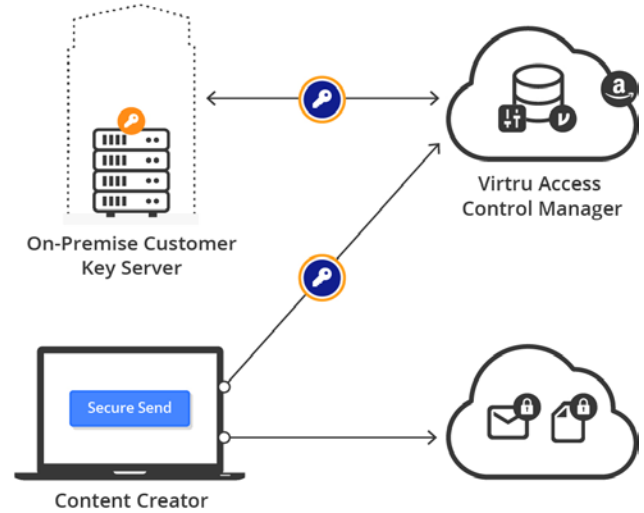 On-Premise Customer
Key Server
Virtru Access
Control Manager
Secure Send
Content Creator